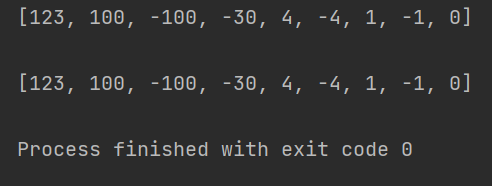 [123, 100, -100, -30, 4, -4, 1, -1, 0]
[123, 100, -100, -30, 4, -4, 1, -1, 0]
Process finished with exit code 0